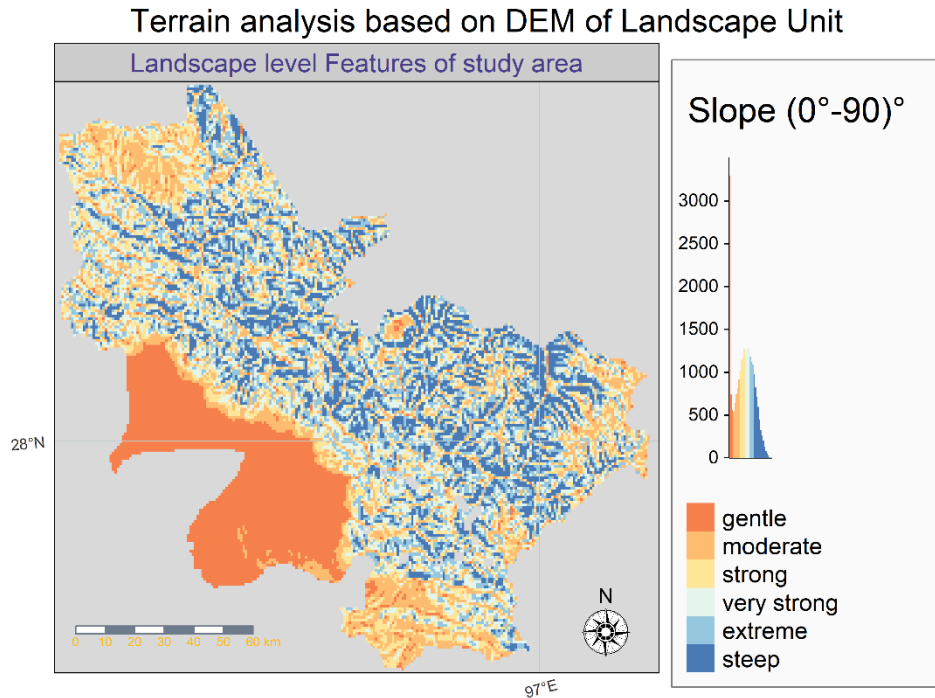 Terrain analysis based on DEM of Landscape Unit
Landscape level Features of study area
Slope (0°-90)°
3000
2500
2000
1500
1000
500
0
28°N
gentle
moderate
strong
very strong
extreme
steep
N
0 10 20 30 40 50 60 km
97°E